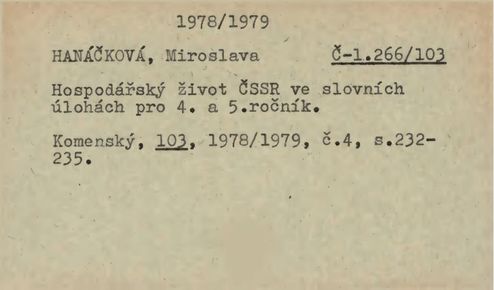 1978/1979
HANÁČKOVÁ, Miroslava Č-1.266/103
Hospodářský život ČSSR ve slovních
úlohách pro 4. a 5.ročník.
Komenský, 103, 1978/1979, č.4, s.232-
235.